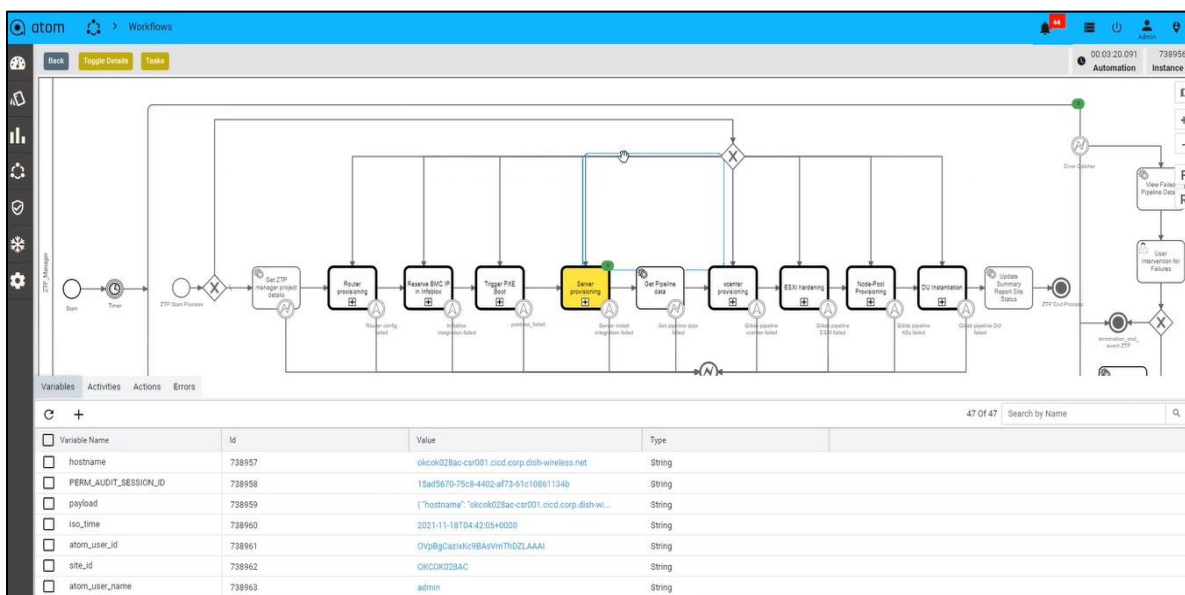 atom > Workflows
44
Admin
Back Toggle Details Tasks
00:03:20.091 738956
Automation Instance
ZTP_Manager
Start
Timer
ZTP Start Process
Get ZTP
manager project
details
Router
provisioning
Router config
failed
Reserve BMC IP
in Infoblox
Infoblox
integration failed
Trigger PXE
Boot
pxeboot_failed
1
Server
provisioning
Server install
integration failed
Get Pipeline
data
Get pipeline data
failed
vcenter
provisioning
Gitlab pipeline
vcenter failed
ESXI hardening
Gitlab pipeline
ESXI failed
Node-Pool
Provisioning
Gitlab pipeline
K8s failed
DU Instantiation
Gitlab pipeline DU
failed
Update
Summary
Report Site
Status
ZTP End Process
1
Error Catcher
View Failed
Pipeline Data
User
Intervention for
Failures
termination_end_
event ZTP
Variables Activities Actions Errors
47 Of 47 Search by Name
Variable Name Id Value Type
hostname 738957 okcok028ac-csr001.cicd.corp.dish-wireless.net String
PERM_AUDIT_SESSION_ID 738958 15ad5670-75c8-4402-af73-61c10861134b String
payload 738959 { "hostname": "okcok028ac-csr001.cicd.corp.dish-wi... String
iso_time 738960 2021-11-18T04:42:05+0000 String
atom_user_id 738961 OVpBgCazIxKc9BAsVmThDZLAAAI String
site_id 738962 OKCOK028AC String
atom_user_name 738963 admin String